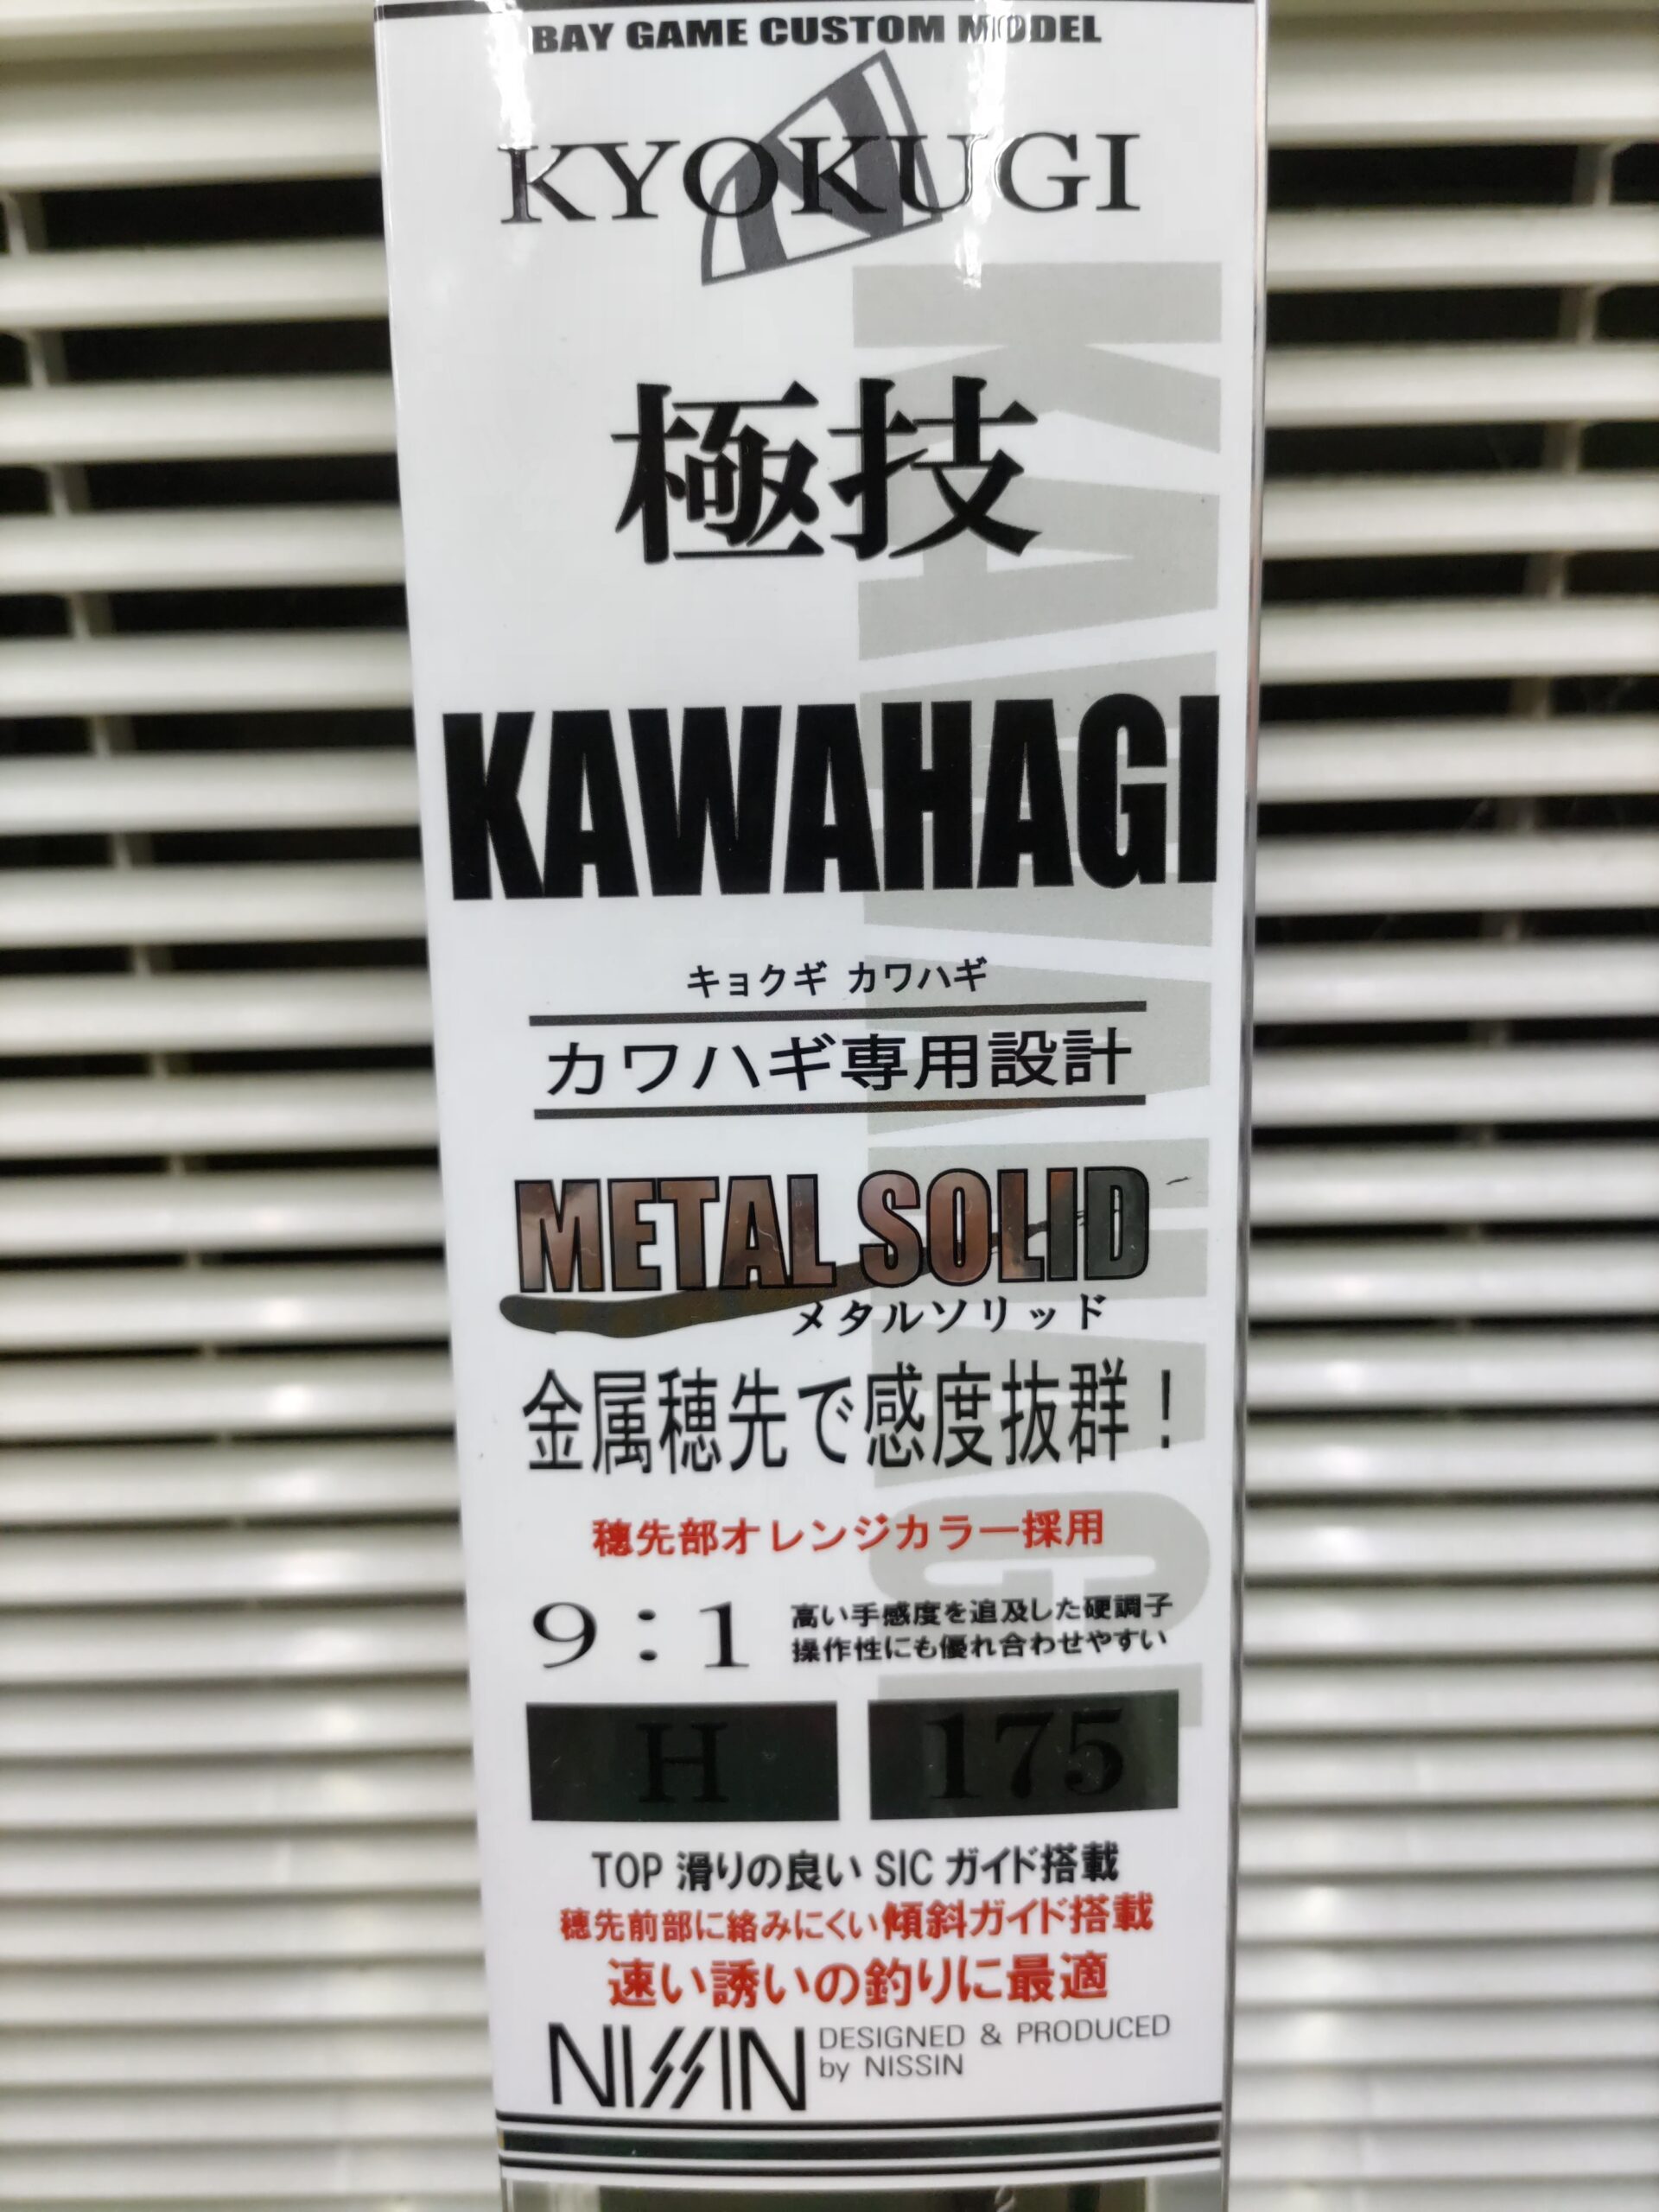 BAY GAME CUSTOM MODEL
KYOKUGI
極技
KAWAHAGI
キョクギ カワハギ
カワハギ専用設計
METAL SOLID
メタルソリッド
金属穂先で感度抜群！
穂先部オレンジカラー採用
9：1
高い手感度を追及した硬調子
操作性にも優れ合わせやすい
H 175
TOP 滑りの良い SIC ガイド搭載
穂先前部に絡みにくい傾斜ガイド搭載
速い誘いの釣りに最適
NISSIN
DESIGNED & PRODUCED
by NISSIN
KAWAHAGI